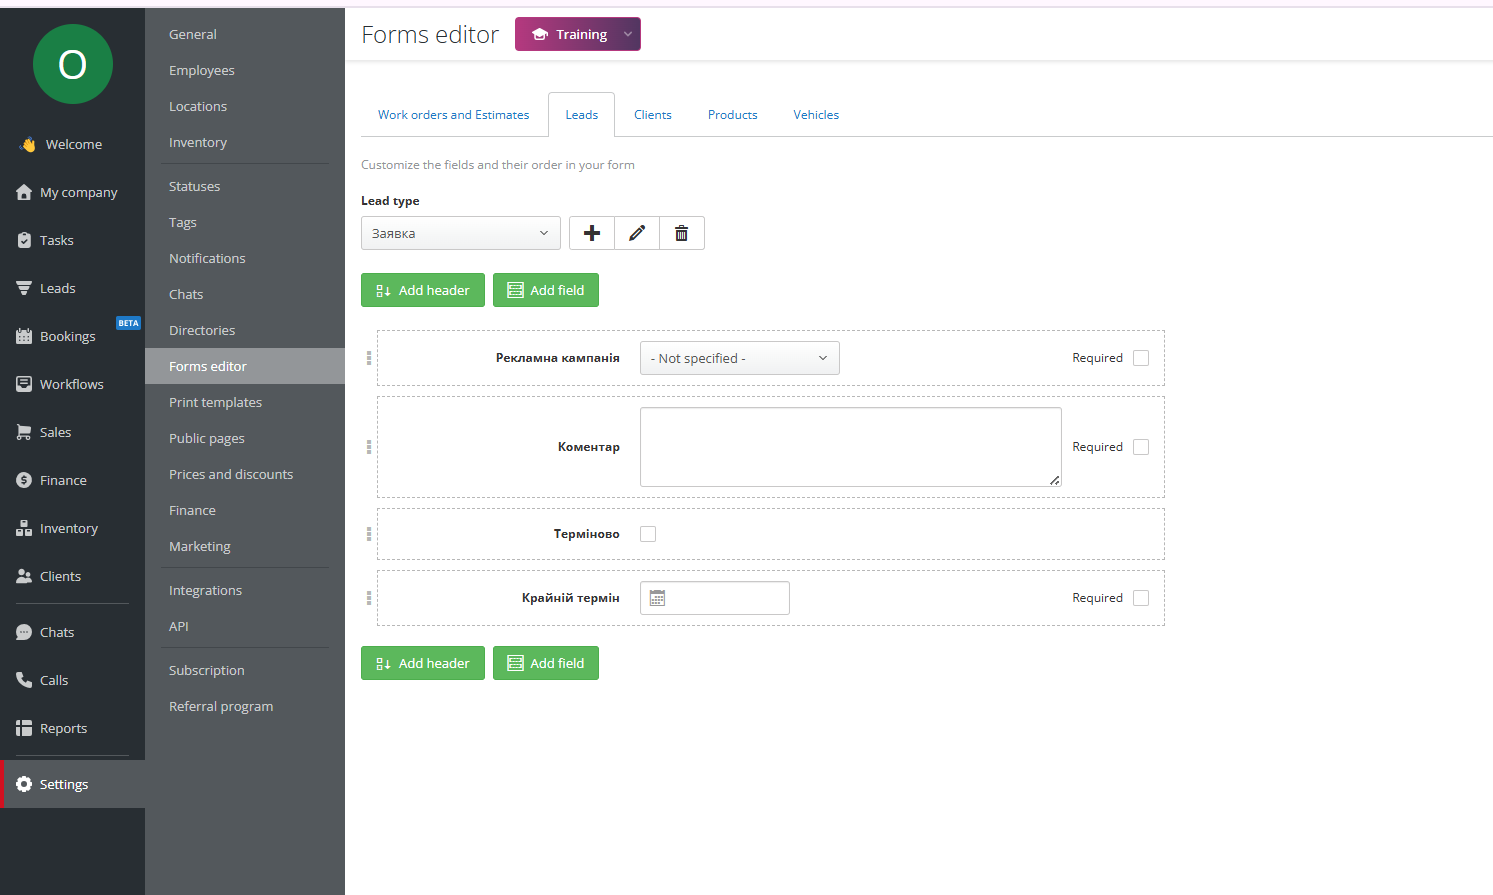 O
Welcome
My company
Tasks
Leads
Bookings
BETA
Workflows
Sales
Finance
Inventory
Clients
Chats
Calls
Reports
Settings
General
Employees
Locations
Inventory
Statuses
Tags
Notifications
Chats
Directories
Forms editor
Print templates
Public pages
Prices and discounts
Finance
Marketing
Integrations
API
Subscription
Referral program
Forms editor
Training
Work orders and Estimates
Leads
Clients
Products
Vehicles
Customize the fields and their order in your form
Lead type
Заявка
Add header
Add field
Рекламна кампанія
- Not specified -
Required
Коментар
Required
Терміново
Крайній термін
Required
Add header
Add field